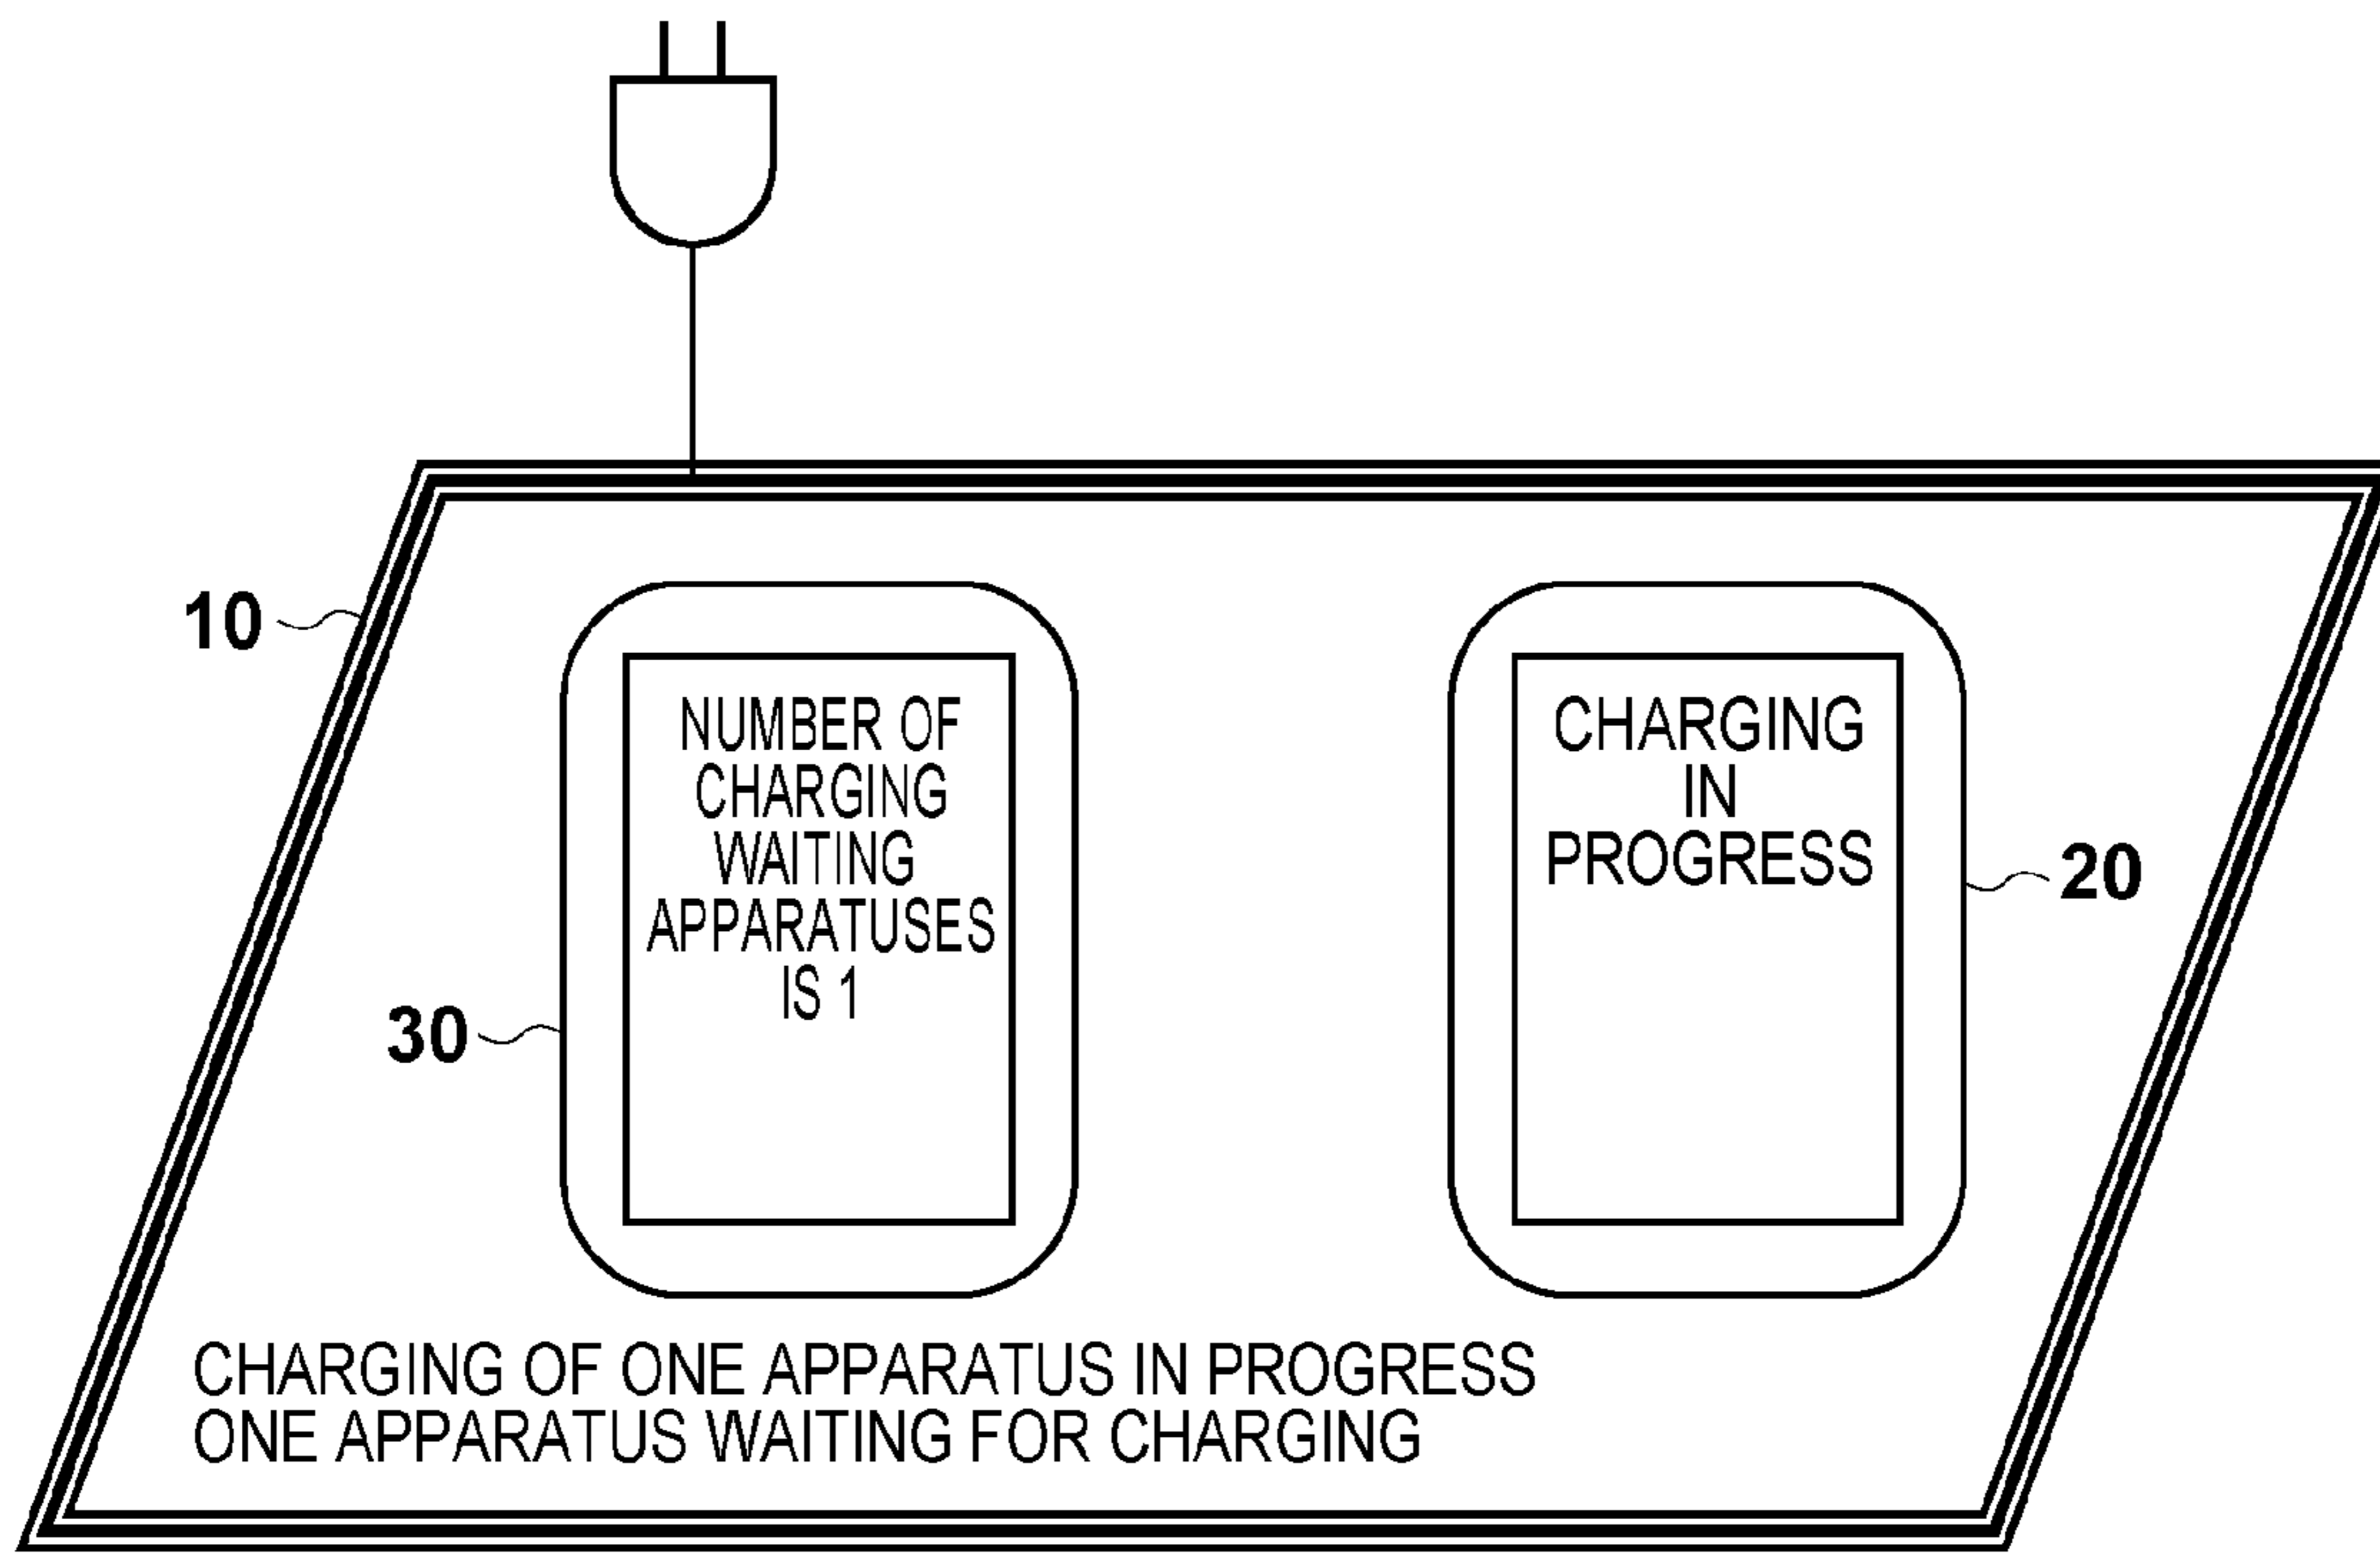 10
NUMBER OF
CHARGING
WAITING
APPARATUSES
IS 1
30
CHARGING
IN
PROGRESS
20
CHARGING OF ONE APPARATUS IN PROGRESS
ONE APPARATUS WAITING FOR CHARGING